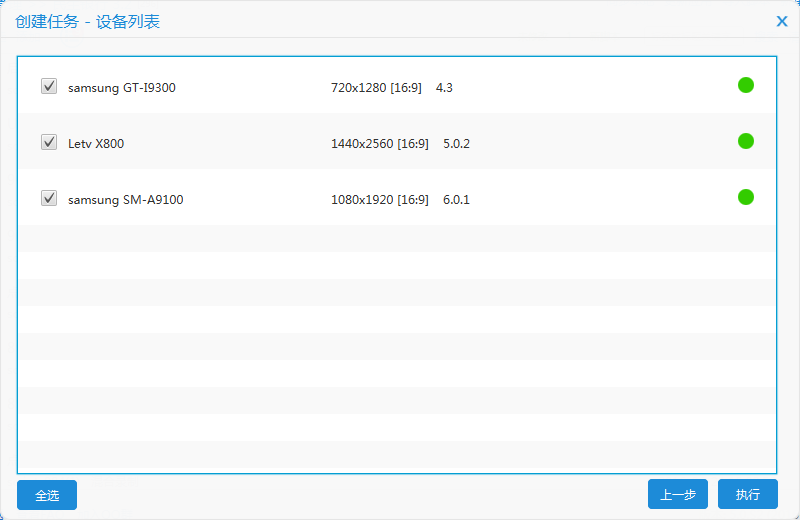 创建任务 - 设备列表
samsung GT-I9300 720x1280 [16:9] 4.3
Letv X800 1440x2560 [16:9] 5.0.2
samsung SM-A9100 1080x1920 [16:9] 6.0.1
全选 上一步 执行